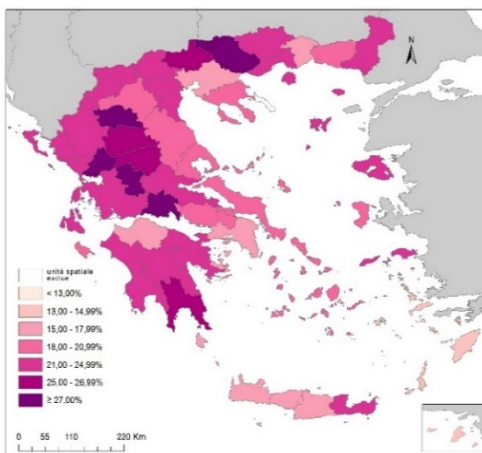 N
unité spatiale
exclue
< 13,00%
13,00 - 14,99%
15,00 - 17,99%
18,00 - 20,99%
21,00 - 24,99%
25,00 - 26,99%
≥ 27,00%
0 55 110 220 Km